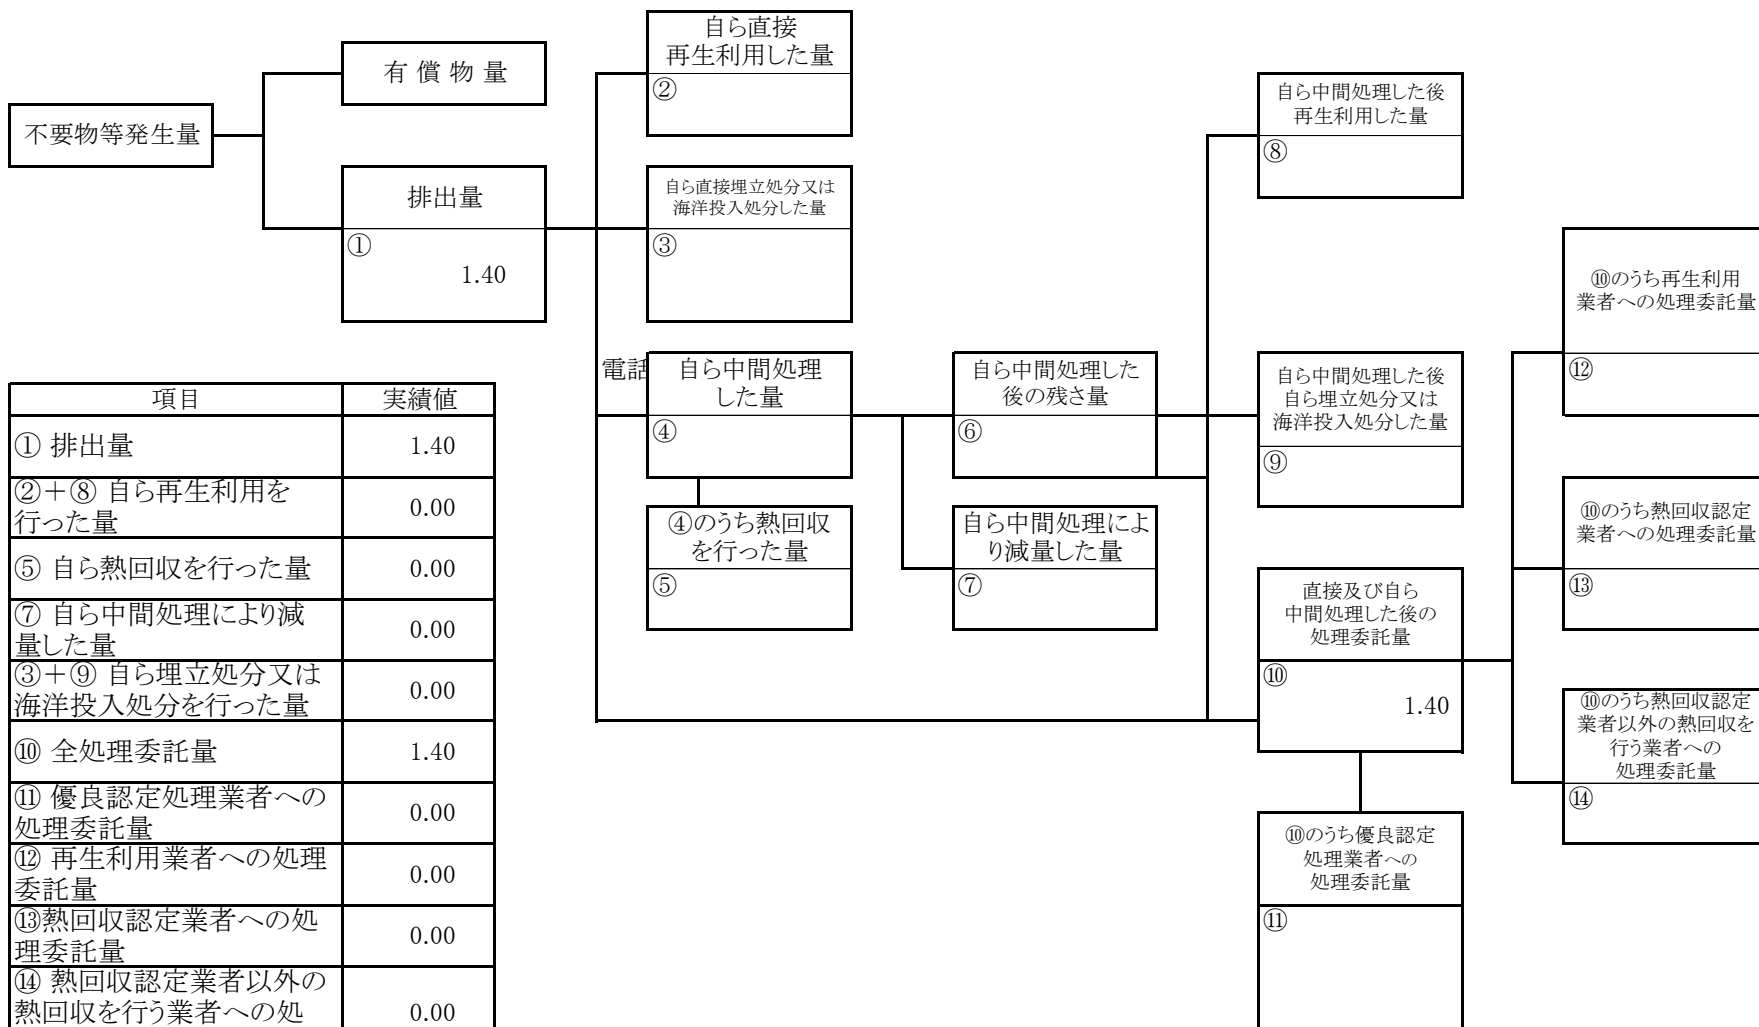 自ら直接
再生利用した量
②
有 償 物 量
不要物等発生量
排出量
①
1.40
自ら直接埋立処分又は
海洋投入処分した量
③
自ら中間処理した後
再生利用した量
⑧
⑩のうち再生利用
業者への処理委託量
⑫
電話
自ら中間処理
した量
④
自ら中間処理した
後の残さ量
⑥
自ら中間処理した後
自ら埋立処分又は
海洋投入処分した量
⑨
④のうち熱回収
を行った量
⑤
自ら中間処理によ
り減量した量
⑦
⑩のうち熱回収認定
業者への処理委託量
⑬
直接及び自ら
中間処理した後の
処理委託量
⑩
1.40
⑩のうち熱回収認定
業者以外の熱回収を
行う業者への
処理委託量
⑭
⑩のうち優良認定
処理業者への
処理委託量
⑪
項目 実績値
① 排出量 1.40
②＋⑧ 自ら再生利用を
行った量 0.00
⑤ 自ら熱回収を行った量 0.00
⑦ 自ら中間処理により減
量した量 0.00
③＋⑨ 自ら埋立処分又は
海洋投入処分を行った量 0.00
⑩ 全処理委託量 1.40
⑪ 優良認定処理業者への
処理委託量 0.00
⑫ 再生利用業者への処理
委託量 0.00
⑬熱回収認定業者への処
理委託量 0.00
⑭ 熱回収認定業者以外の
熱回収を行う業者への処 0.00